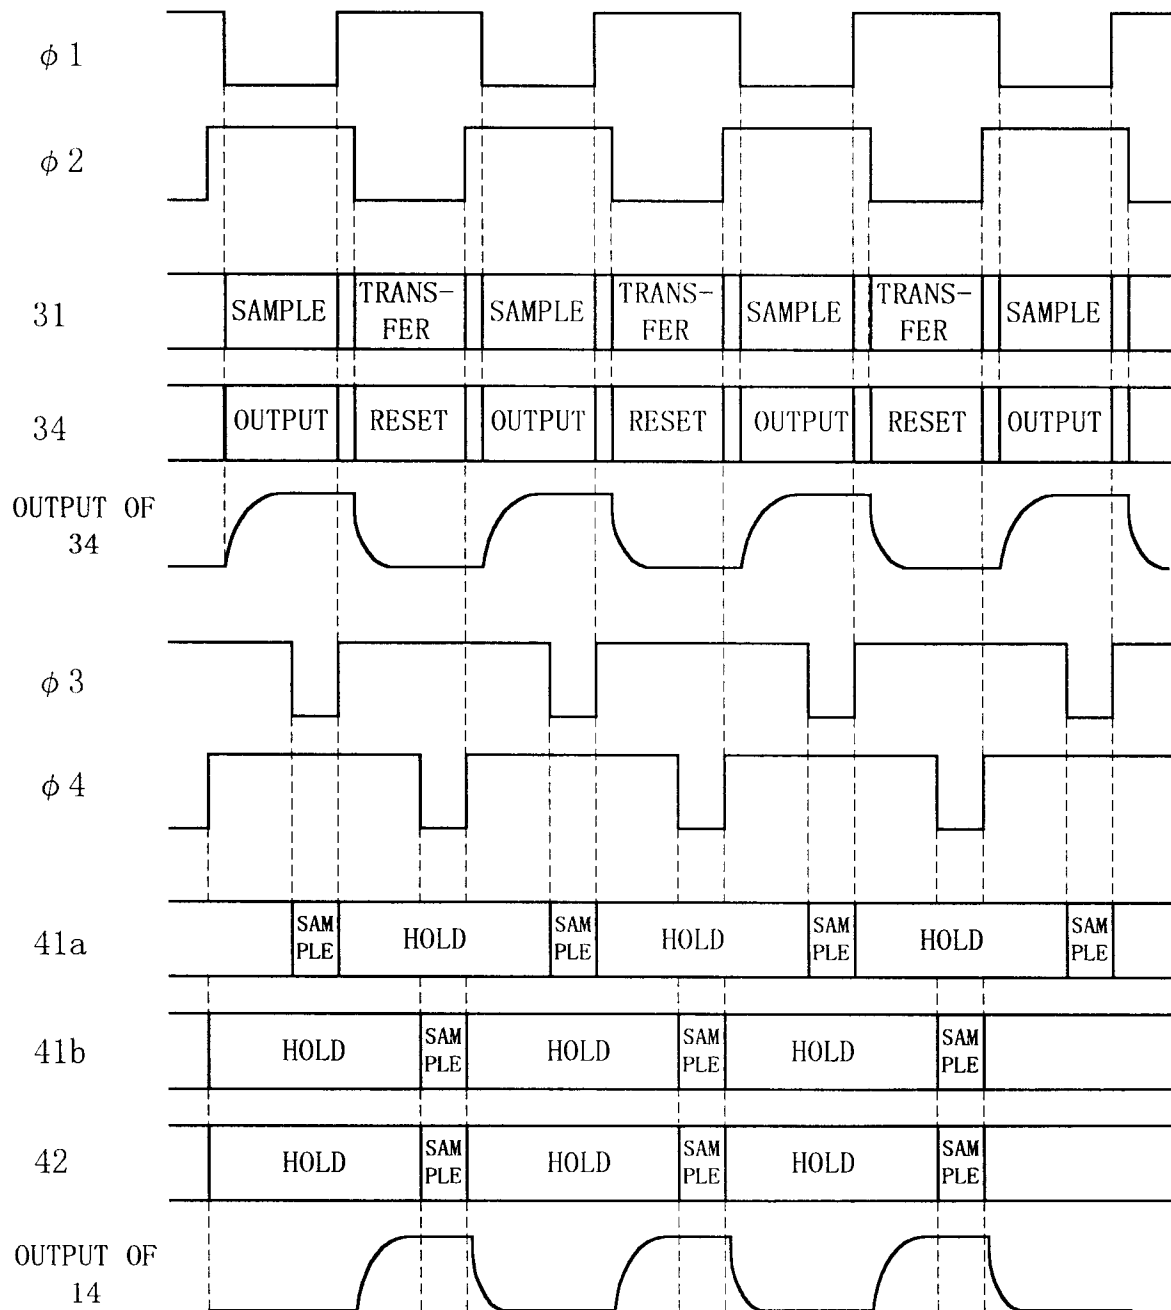 φ 1
φ 2
31
SAMPLE TRANS-FER SAMPLE TRANS-FER SAMPLE TRANS-FER SAMPLE
34
OUTPUT RESET OUTPUT RESET OUTPUT RESET OUTPUT
OUTPUT OF
34
φ 3
φ 4
41a
SAM PLE HOLD SAM PLE HOLD SAM PLE HOLD SAM PLE
41b
HOLD SAM PLE HOLD SAM PLE HOLD SAM PLE
42
HOLD SAM PLE HOLD SAM PLE HOLD SAM PLE
OUTPUT OF
14